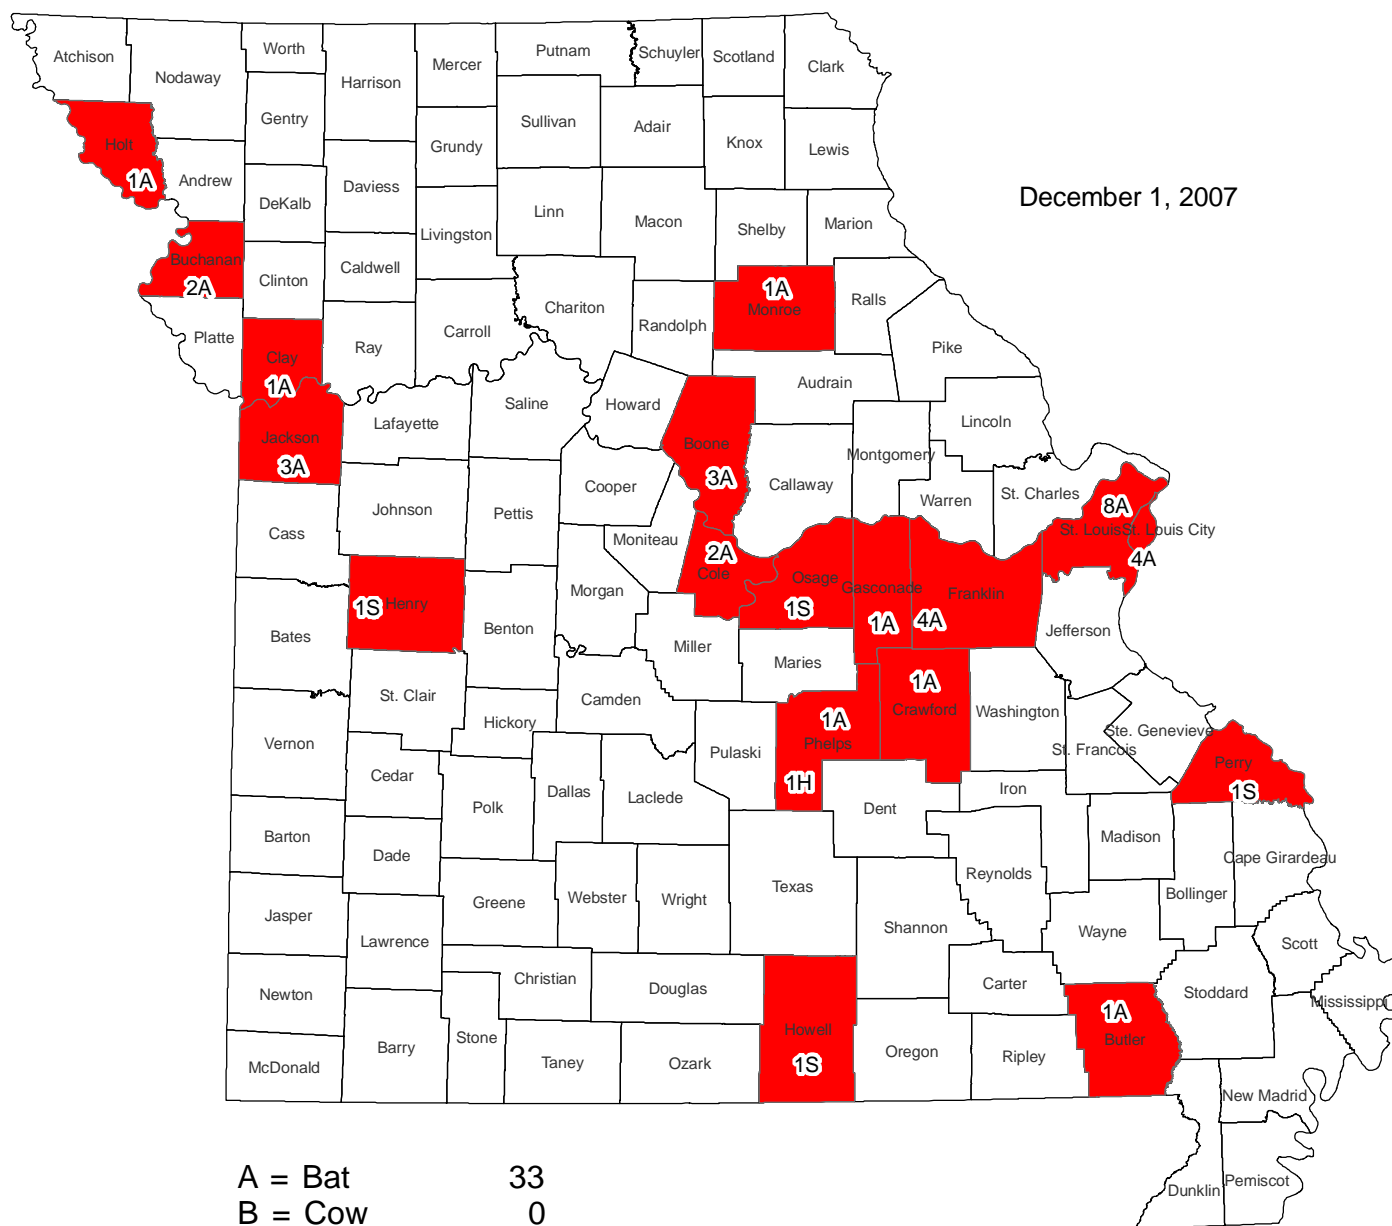 Atchison
Nodaway
Worth
Harrison
Mercer
Putnam
Schuyler
Scotland
Clark
Holt
1A
Andrew
Gentry
DeKalb
Daviess
Grundy
Sullivan
Adair
Knox
Lewis
December 1, 2007
Livingston
Linn
Macon
Shelby
Marion
Buchanan
2A
Clinton
Caldwell
Chariton
Randolph
1A
Monroe
Ralls
Platte
Clay
1A
Ray
Carroll
Pike
Audrain
Jackson
3A
Lafayette
Saline
Howard
Boone
3A
Callaway
Montgomery
Lincoln
Warren
St. Charles
8A
St. Louis
St. Louis City
4A
Cass
Johnson
Pettis
Cooper
Moniteau
2A
Cole
Osage
1S
Gasconade
1A
Franklin
4A
Jefferson
Bates
1S
Henry
Benton
Morgan
Miller
Maries
1A
Crawford
Washington
St. Francois
Ste. Genevieve
Perry
1S
Vernon
St. Clair
Hickory
Camden
Pulaski
1A
Phelps
1H
Dent
Iron
Madison
Cape Girardeau
Bollinger
Barton
Cedar
Polk
Dallas
Laclede
Dade
Jasper
Greene
Webster
Wright
Texas
Reynolds
Shannon
Wayne
Scott
Lawrence
Newton
Christian
Douglas
Carter
Stoddard
Mississippi
McDonald
Barry
Stone
Taney
Ozark
Howell
1S
Oregon
Ripley
1A
Butler
New Madrid
Dunklin
Pemiscot
A = Bat 33
B = Cow 0